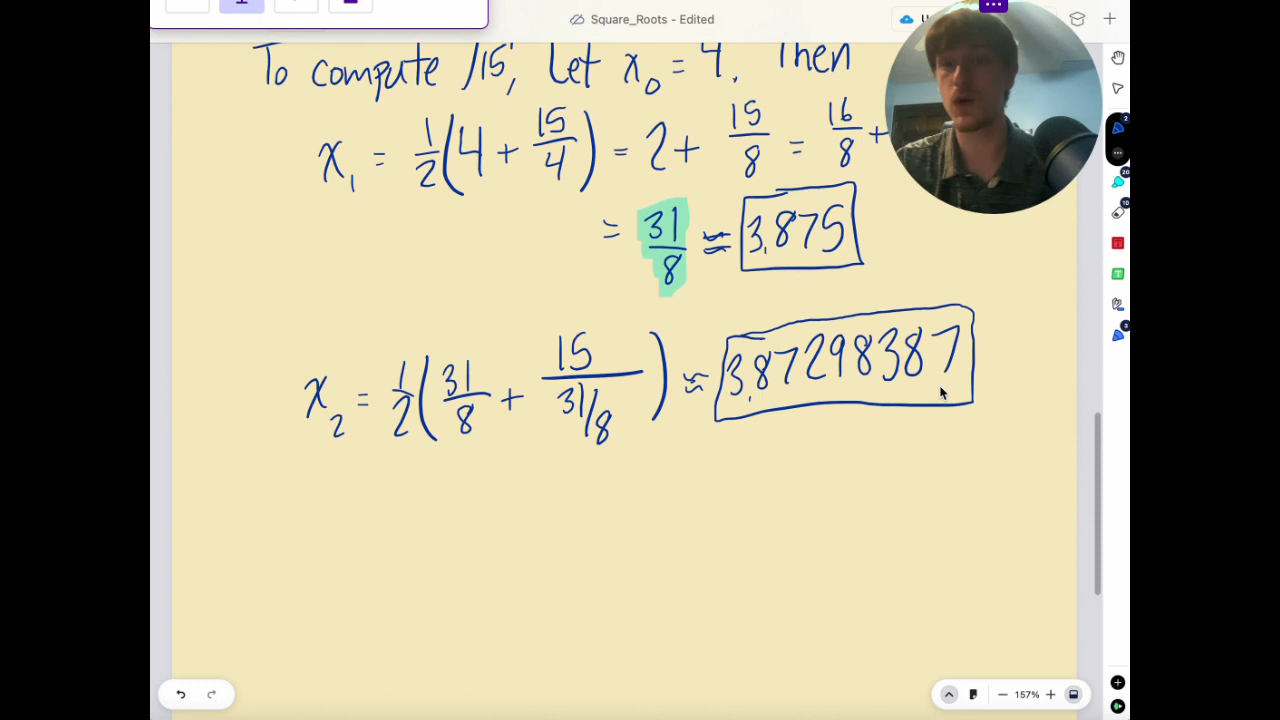 Square_Roots - Edited
To compute √15, Let x₀ = 4. Then
x₁ = 1/2(4 + 15/4) = 2 + 15/8 = 16/8 +
= 31/8 ≈ 3.875
x₂ = 1/2(31/8 + 15/(31/8)) ≈ 3.87298387
157%